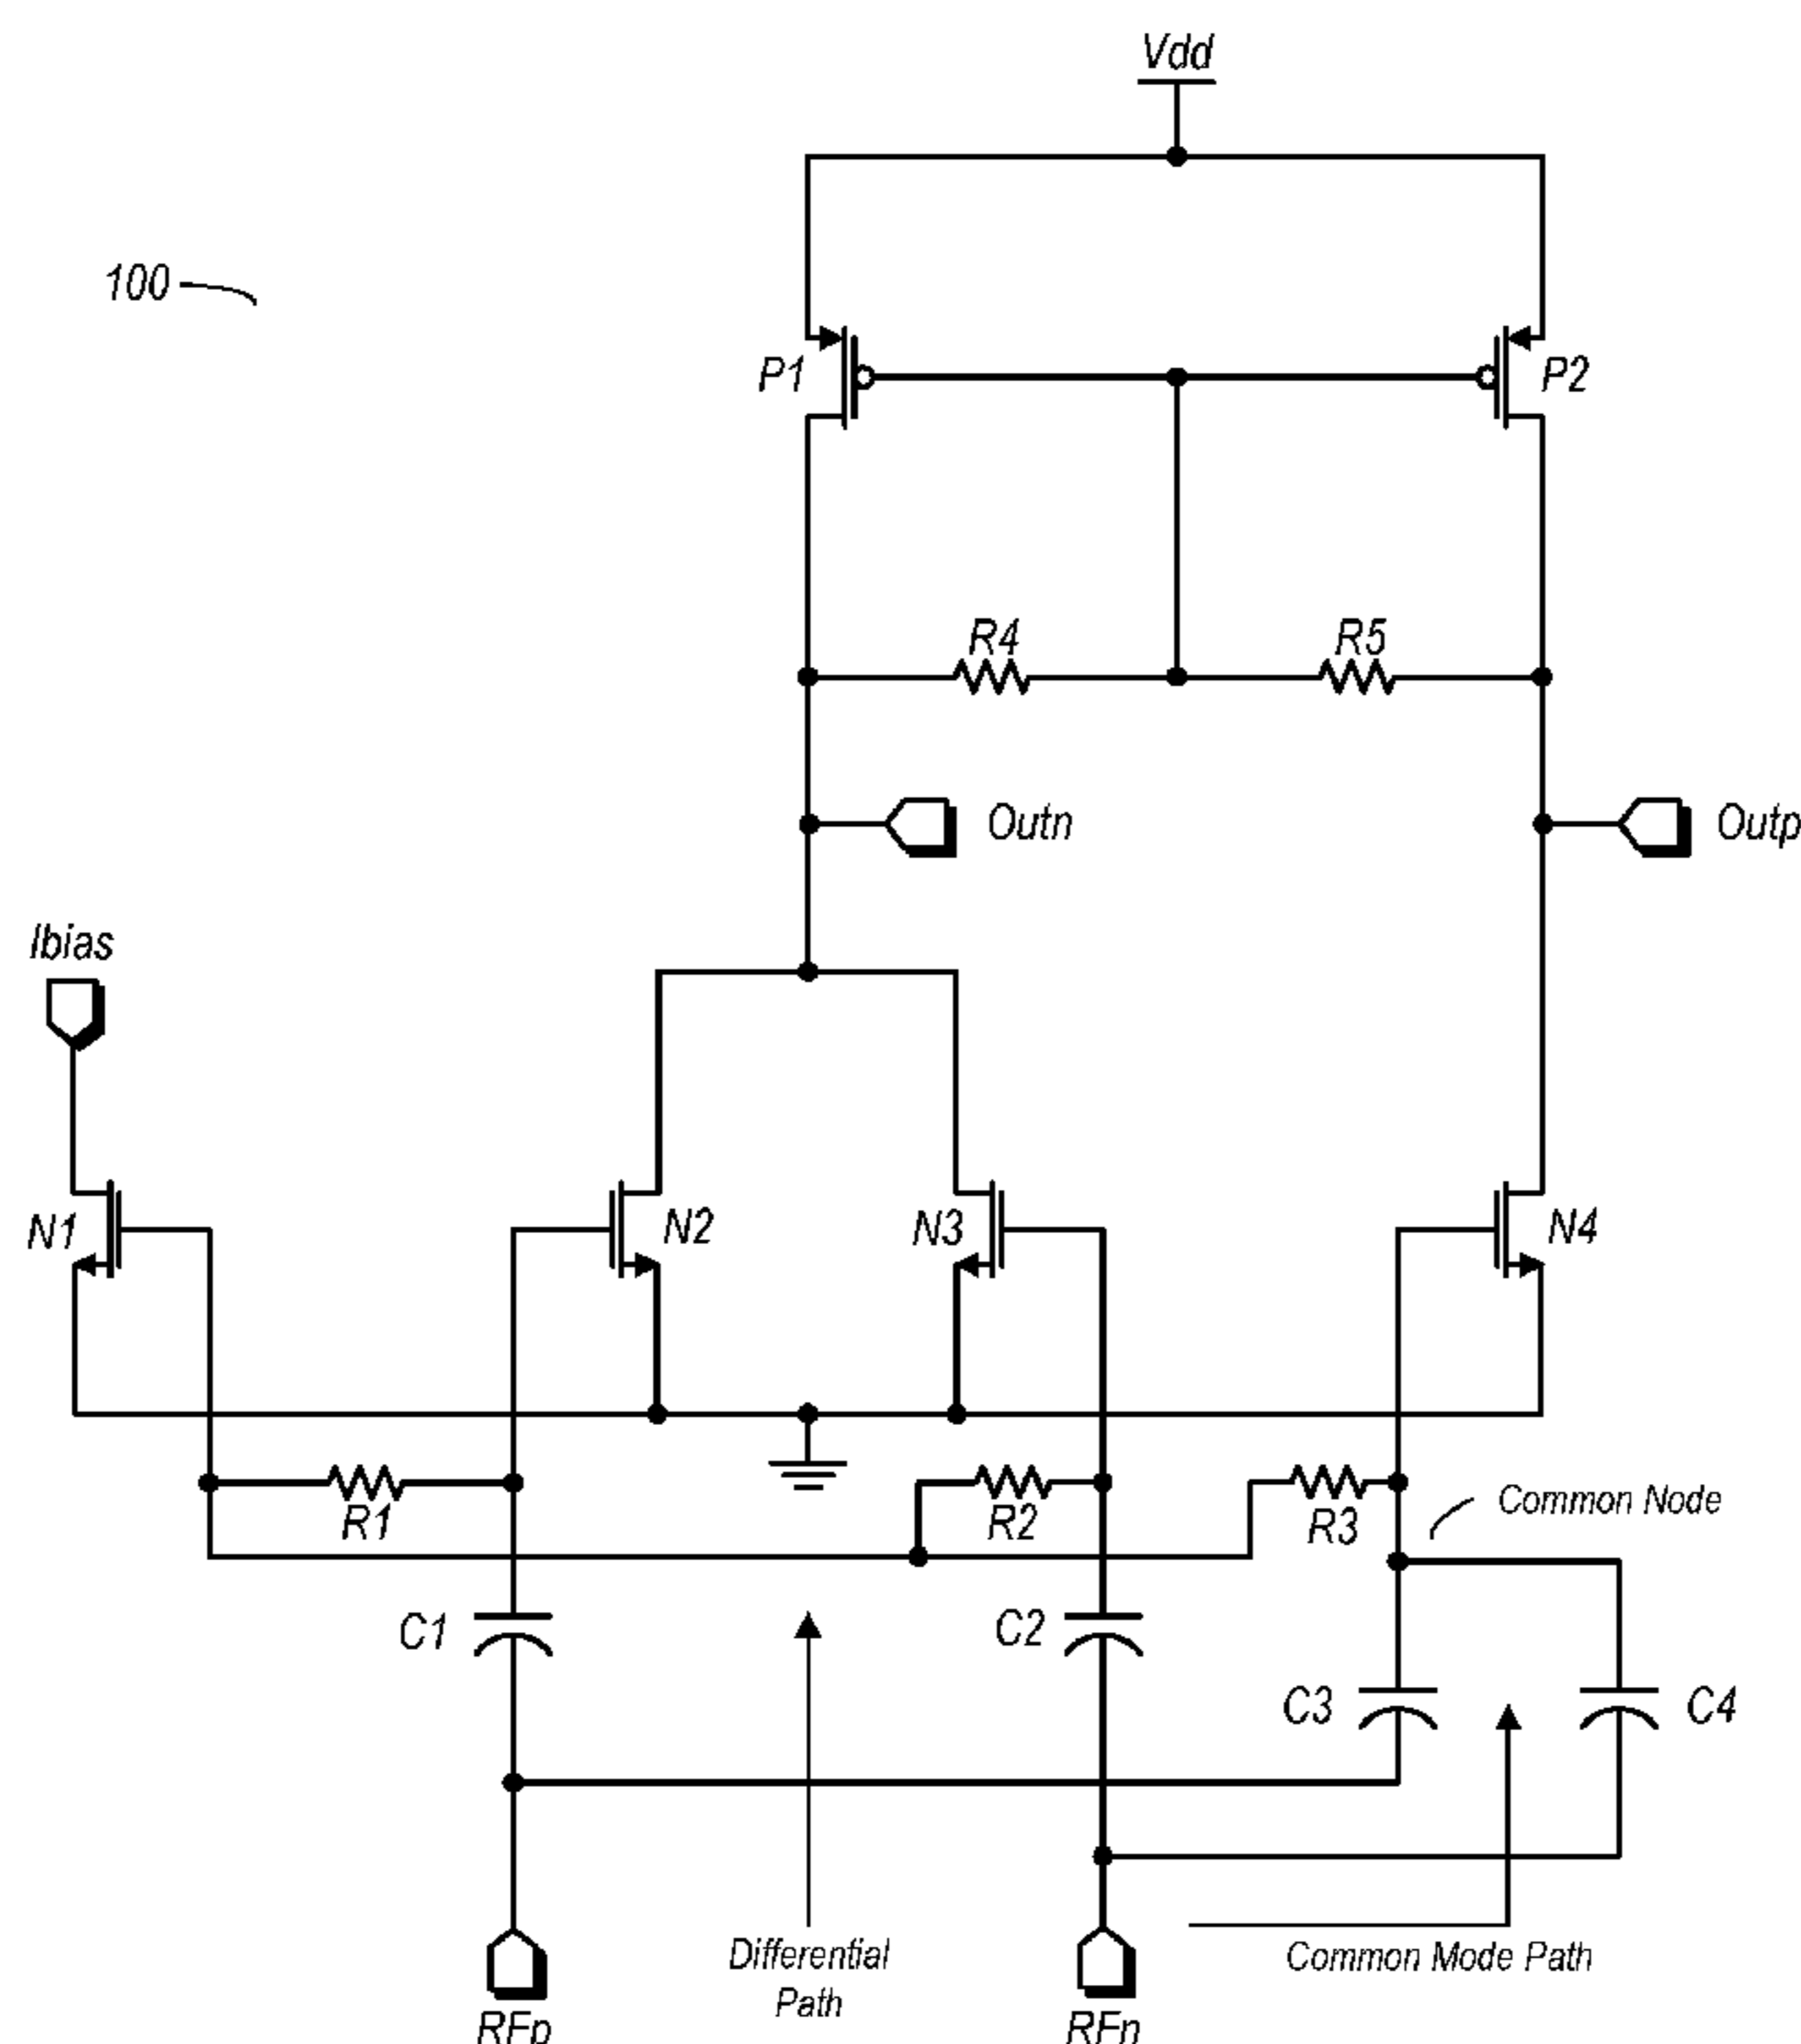 Vdd
100
P1
P2
R4
R5
Outn
Outp
Ibias
N1
N2
N3
N4
R1
R2
R3
Common Node
C1
C2
C3
C4
Differential
Path
Common Mode Path
RFp
RFn